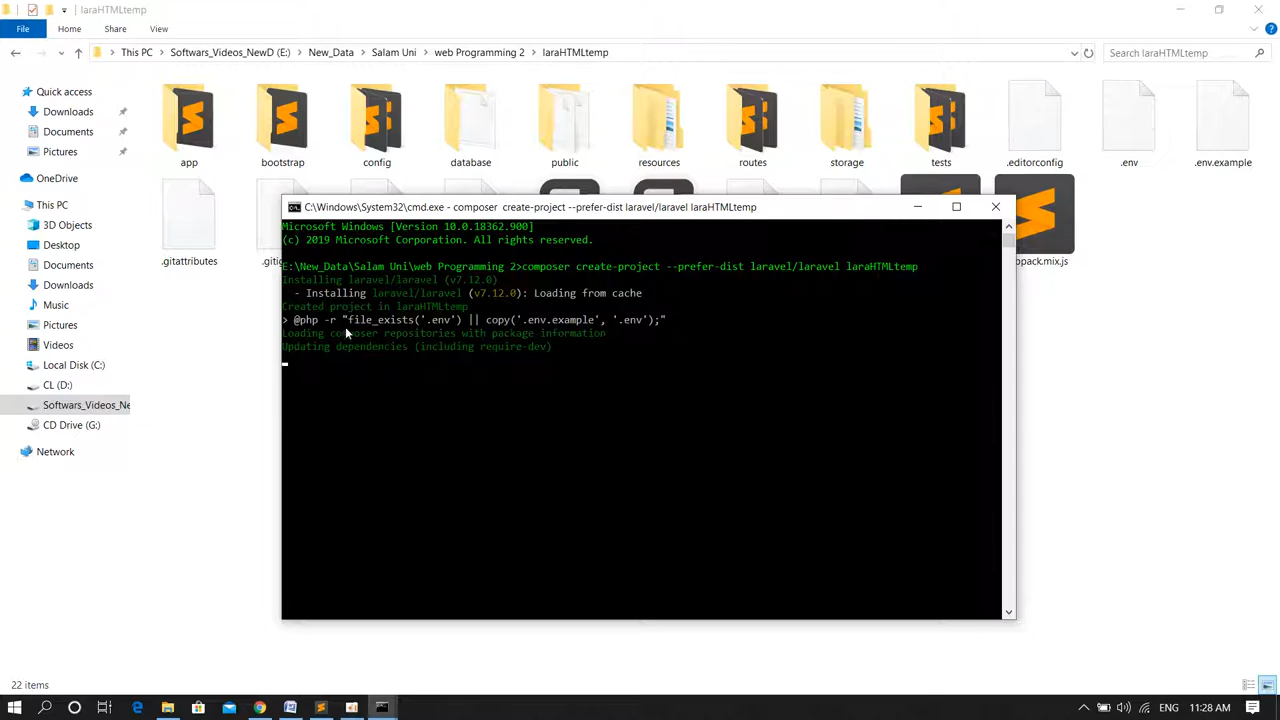 laraHTMLtemp
File
Home
Share
View
This PC
Softwars_Videos_NewD (E:)
New_Data
Salam Uni
web Programming 2
laraHTMLtemp
Search laraHTMLtemp
Quick access
Downloads
Documents
Pictures
OneDrive
This PC
3D Objects
Desktop
Documents
Downloads
Music
Pictures
Videos
Local Disk (C:)
CL (D:)
Softwars_Videos_Ne
CD Drive (G:)
Network
app
bootstrap
config
database
public
resources
routes
storage
tests
.editorconfig
.env
.env.example
.gitattributes
C:\Windows\System32\cmd.exe - composer create-project --prefer-dist laravel/laravel laraHTMLtemp
Microsoft Windows [Version 10.0.18362.900]
(c) 2019 Microsoft Corporation. All rights reserved.
E:\New_Data\Salam Uni\web Programming 2>composer create-project --prefer-dist laravel/laravel laraHTMLtemp
Installing laravel/laravel (v7.12.0)
- Installing laravel/laravel (v7.12.0): Loading from cache
Created project in laraHTMLtemp
> @php -r "file_exists('.env') || copy('.env.example', '.env');"
Loading composer repositories with package information
Updating dependencies (including require-dev)
22 items
ENG
11:28 AM